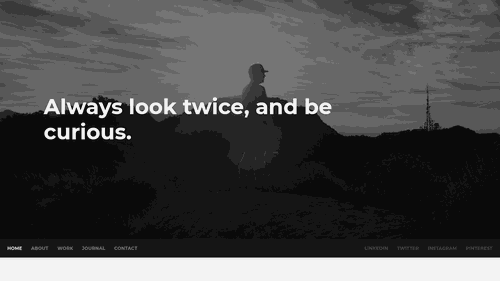 Always look twice, and be
curious.
HOME ABOUT WORK JOURNAL CONTACT LINKEDIN TWITTER INSTAGRAM PINTEREST